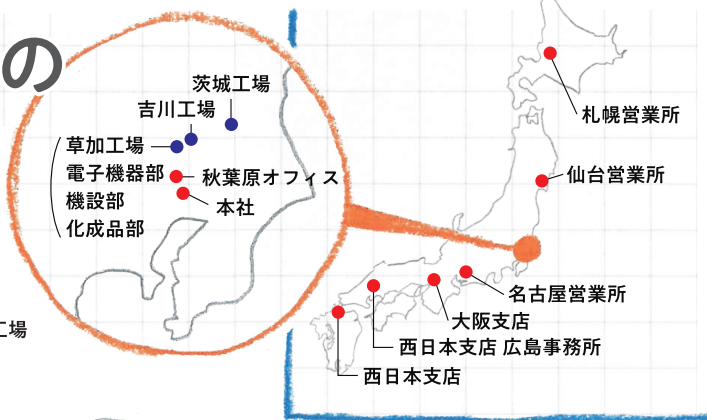 の
茨城工場
吉川工場
草加工場
電子機器部
機設部
化成品部
秋葉原オフィス
本社
工場
札幌営業所
仙台営業所
名古屋営業所
大阪支店
西日本支店 広島事務所
西日本支店